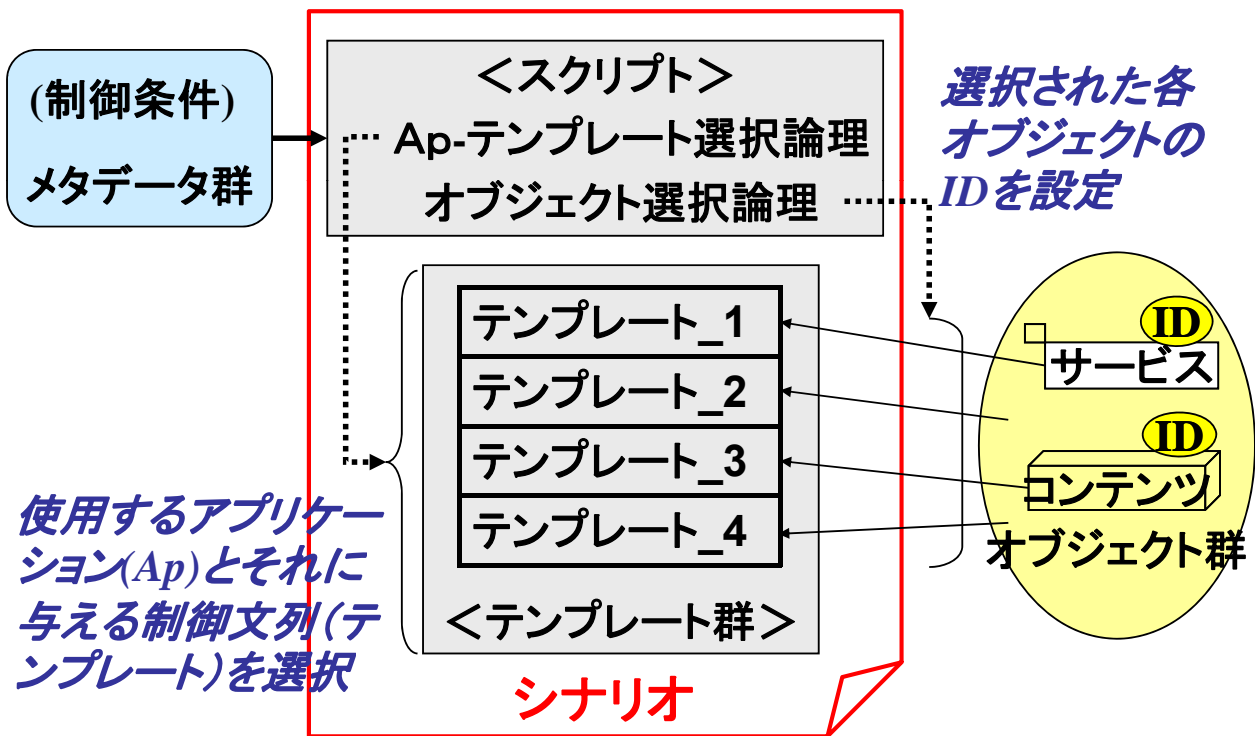 (制御条件)
メタデータ群
＜スクリプト＞
Ap-テンプレート選択論理
オブジェクト選択論理
選択された各
オブジェクトの
IDを設定
テンプレート_1
テンプレート_2
テンプレート_3
テンプレート_4
＜テンプレート群＞
ID
サービス
ID
コンテンツ
オブジェクト群
使用するアプリケー
ション(Ap)とそれに
与える制御文列(テ
ンプレート)を選択
シナリオ